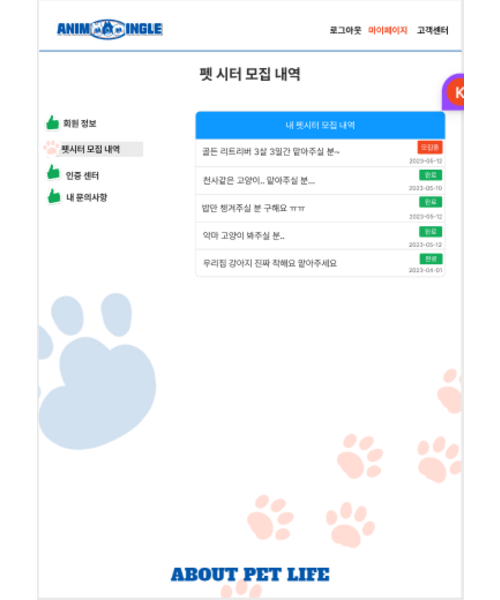 ANIM INGLE
로그아웃 마이페이지 고객센터
펫 시터 모집 내역
K
회원 정보
펫시터 모집 내역
인증 센터
내 문의사항
내 펫시터 모집 내역
골든 리트리버 3살 3일간 맡아주실 분~
모집중
2023-06-12
천사같은 고양이.. 맡아주실 분...
완료
2023-05-10
밥만 챙겨주실 분 구해요 ㅠㅠ
완료
2023-05-12
악마 고양이 봐주실 분..
완료
2023-05-12
우리집 강아지 진짜 착해요 맡아주세요
완료
2023-04-01
ABOUT PET LIFE